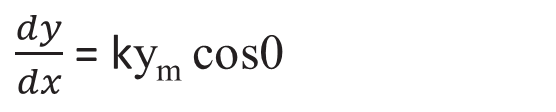 dy/dx = ky_m cos0